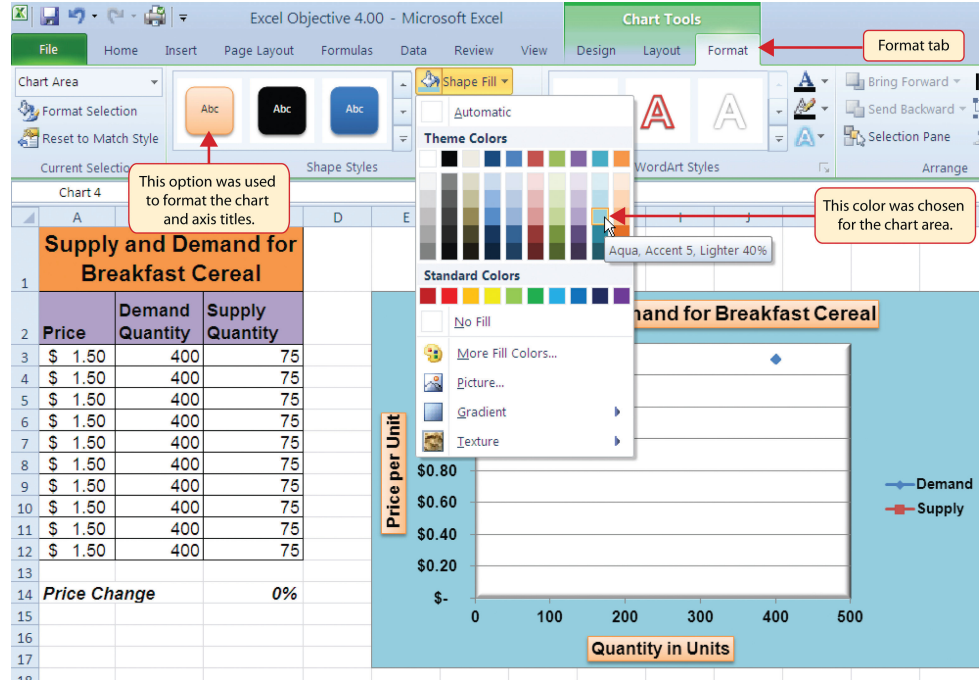 Excel Objective 4.00 - Microsoft Excel
Chart Tools
File Home Insert Page Layout Formulas Data Review View Design Layout Format
Format tab
Chart Area
Format Selection
Reset to Match Style
Current Selectio
Abc Abc Abc
Shape Styles
Shape Fill
A A
WordArt Styles
A
A
Bring Forward
Send Backward
Selection Pane
Arrange
Automatic
Theme Colors
Aqua, Accent 5, Lighter 40%
Standard Colors
No Fill
More Fill Colors...
Picture...
Gradient
Texture
This option was used
to format the chart
and axis titles.
This color was chosen
for the chart area.
Chart 4
A D E I J
1 Supply and Demand for
Breakfast Cereal
2 Price Demand Quantity Supply Quantity
3 $ 1.50 400 75
4 $ 1.50 400 75
5 $ 1.50 400 75
6 $ 1.50 400 75
7 $ 1.50 400 75
8 $ 1.50 400 75
9 $ 1.50 400 75
10 $ 1.50 400 75
11 $ 1.50 400 75
12 $ 1.50 400 75
13
14 Price Change 0%
15
16
17
18
nand for Breakfast Cereal
Price per Unit
$0.80
$0.60
$0.40
$0.20
$-
0 100 200 300 400 500
Quantity in Units
Demand
Supply